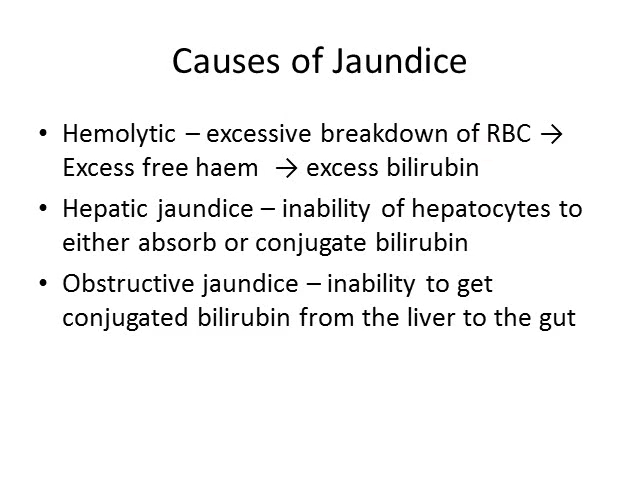 Causes of Jaundice
• Hemolytic – excessive breakdown of RBC →
Excess free haem → excess bilirubin
• Hepatic jaundice – inability of hepatocytes to
either absorb or conjugate bilirubin
• Obstructive jaundice – inability to get
conjugated bilirubin from the liver to the gut